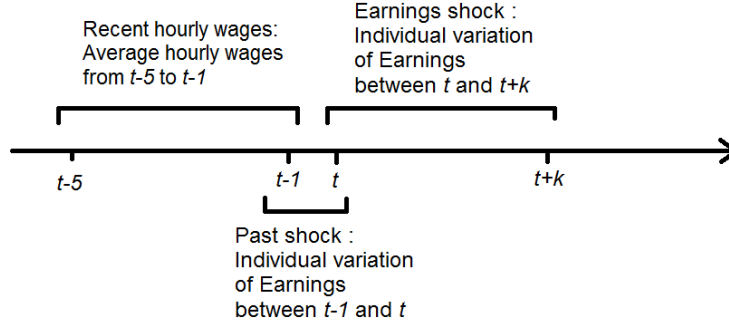 Recent hourly wages:
Average hourly wages
from t-5 to t-1
Earnings shock :
Individual variation
of Earnings
between t and t+k
t-5
t-1
t
t+k
Past shock :
Individual variation
of Earnings
between t-1 and t